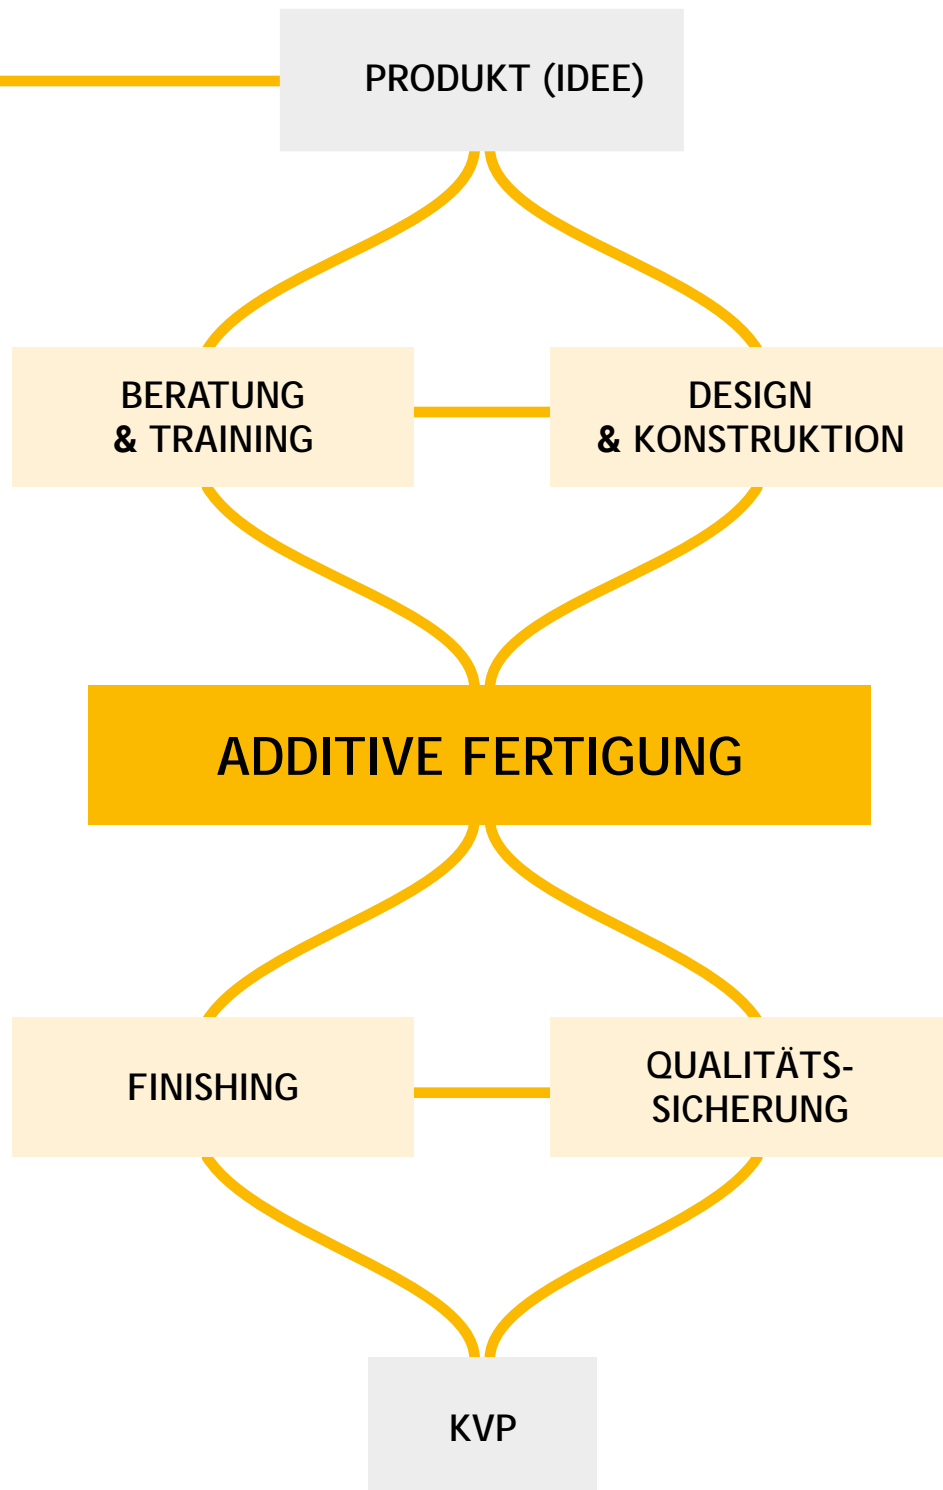 PRODUKT (IDEE)
BERATUNG
& TRAINING
DESIGN
& KONSTRUKTION
ADDITIVE FERTIGUNG
FINISHING
QUALITÄTS-
SICHERUNG
KVP